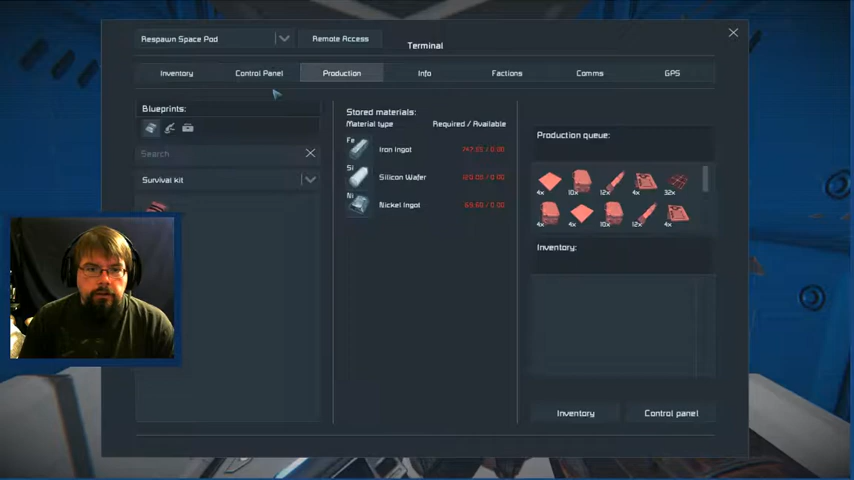 Respawn Space Pod
Remote Access
Terminal
Inventory
Control Panel
Production
Info
Factions
Comms
GPS
Blueprints:
Search
Survival kit
Stored materials:
Material type
Required / Available
Fe
Iron Ingot
Si
Silicon Wafer
Ni
Nickel Ingot
Production queue:
4x
10x
12x
4x
32x
4x
4x
10x
12x
4x
Inventory:
Inventory
Control panel